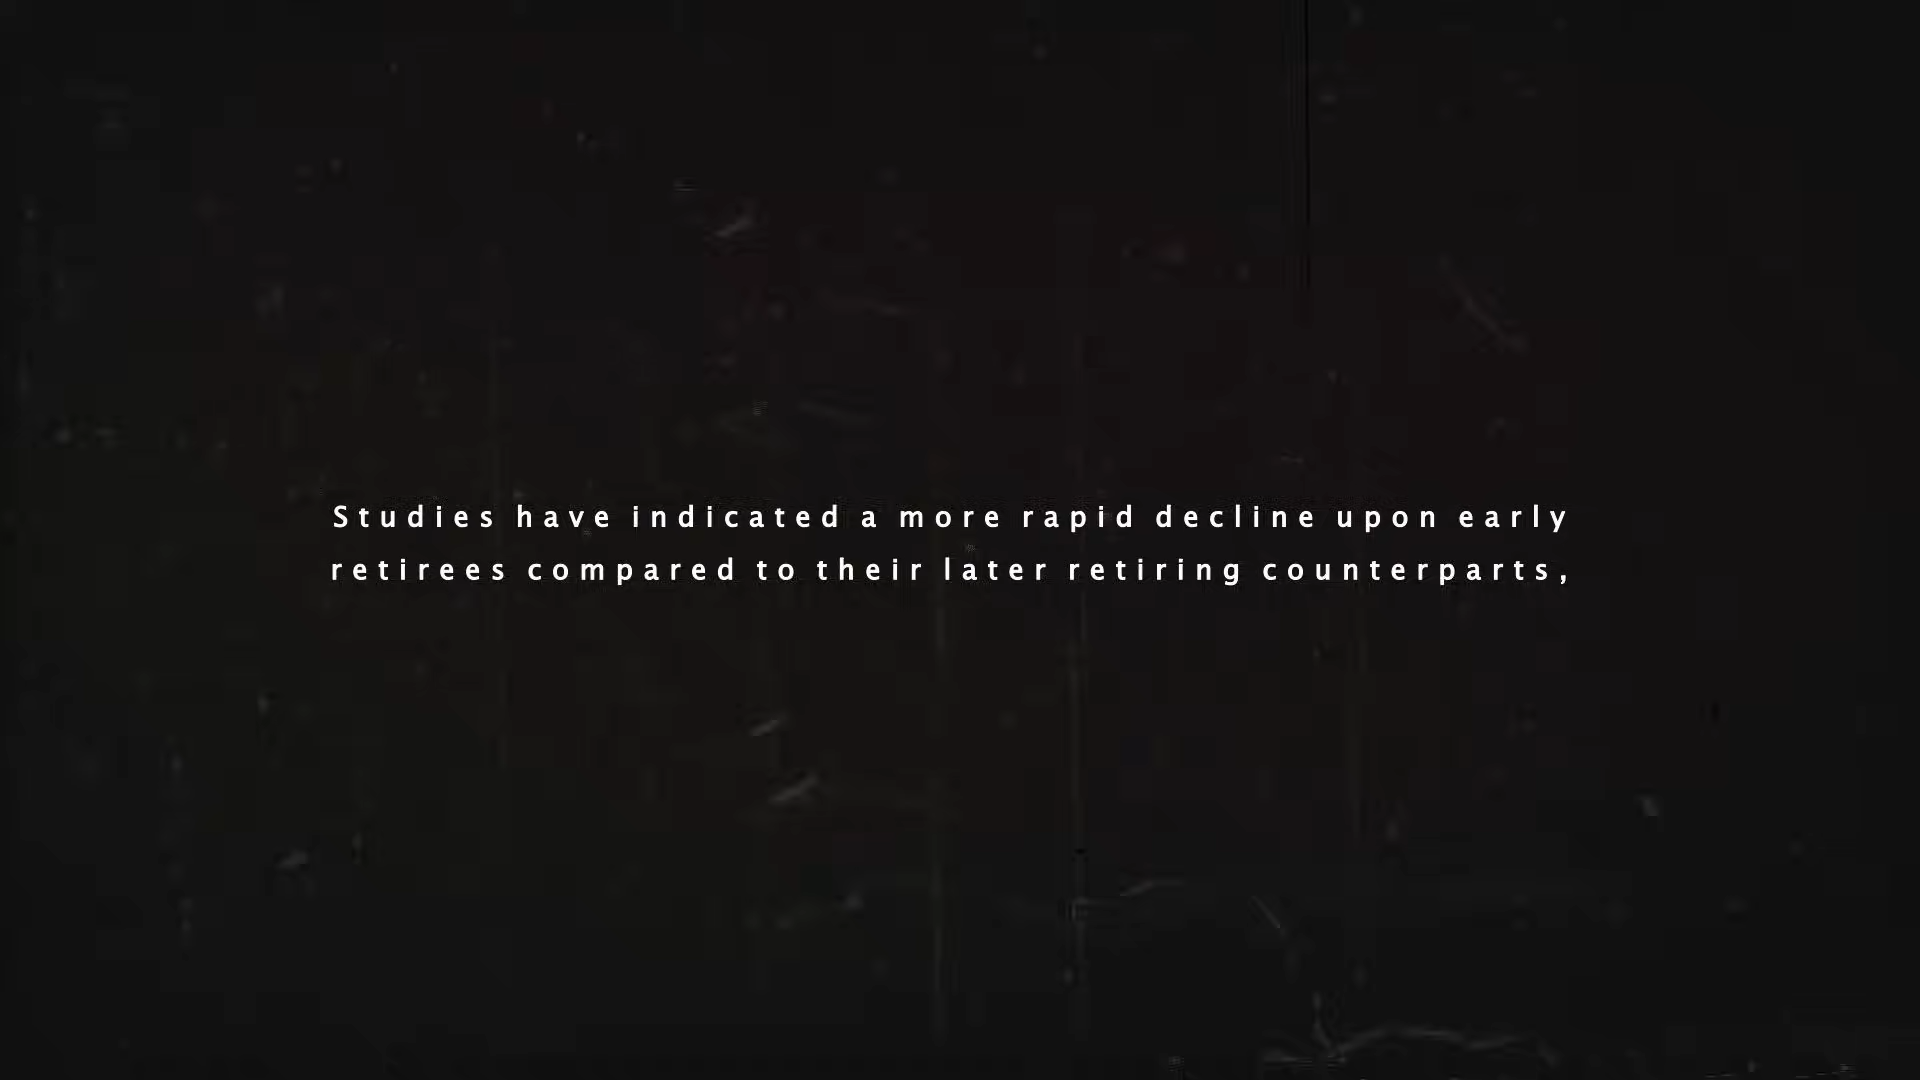 Studies have indicated a more rapid decline upon early
retirees compared to their later retiring counterparts,